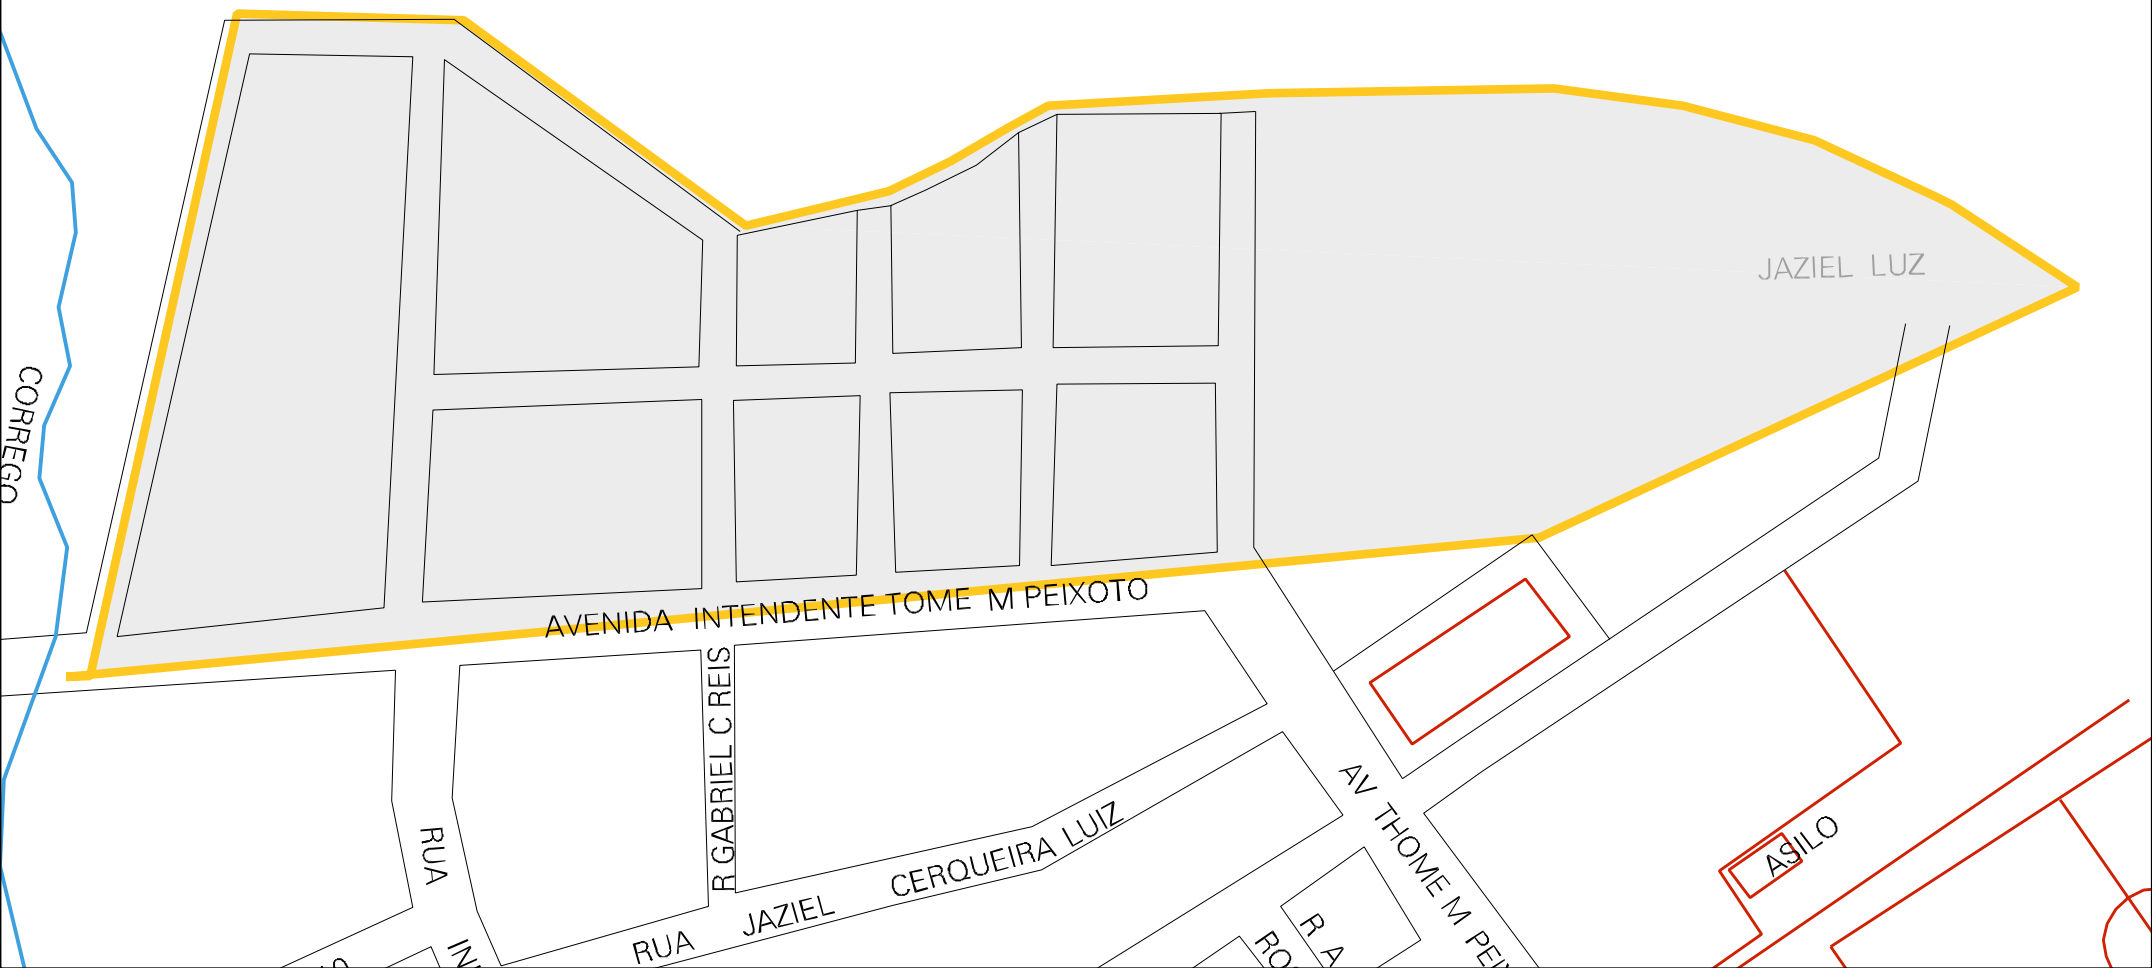 JAZIEL LUZ
CORREGO
AVENIDA INTENDENTE TOME M PEIXOTO
R GABRIEL C REIS
RUA
RUA JAZIEL CERQUEIRA LUIZ
AV THOME M
ASILO
R A